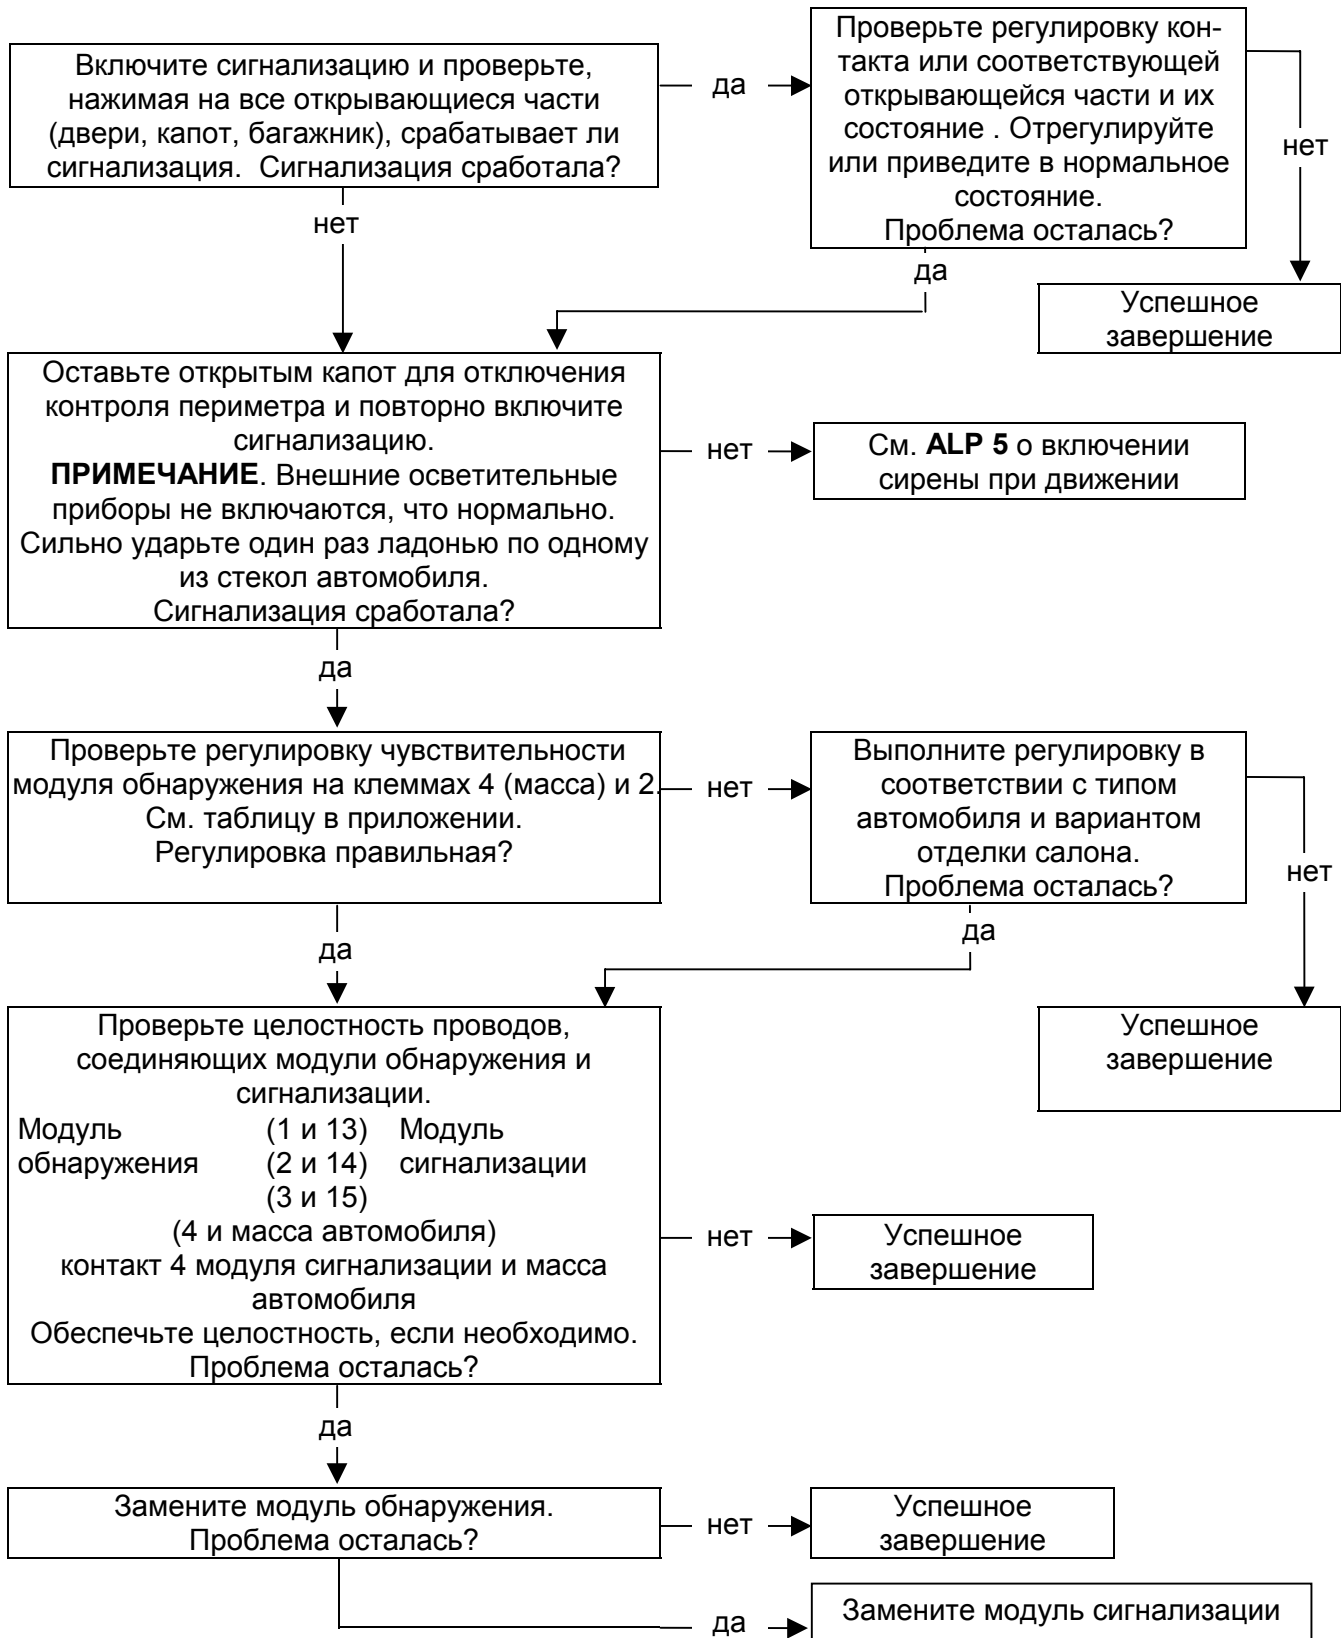 Включите сигнализацию и проверьте,
нажимая на все открывающиеся части
(двери, капот, багажник), срабатывает ли
сигнализация.  Сигнализация сработала?
да
Проверьте регулировку кон-
такта или соответствующей
открывающейся части и их
состояние . Отрегулируйте
или приведите в нормальное
состояние.
Проблема осталась?
нет
нет
да
Успешное
завершение
Оставьте открытым капот для отключения
контроля периметра и повторно включите
сигнализацию.
ПРИМЕЧАНИЕ. Внешние осветительные
приборы не включаются, что нормально.
Сильно ударьте один раз ладонью по одному
из стекол автомобиля.
Сигнализация сработала?
нет
См. ALP 5 о включении
сирены при движении
да
Проверьте регулировку чувствительности
модуля обнаружения на клеммах 4 (масса) и 2.
См. таблицу в приложении.
Регулировка правильная?
нет
Выполните регулировку в
соответствии с типом
автомобиля и вариантом
отделки салона.
Проблема осталась?
нет
да
да
Успешное
завершение
Проверьте целостность проводов,
соединяющих модули обнаружения и
сигнализации.
Модуль (1 и 13) Модуль
обнаружения (2 и 14) сигнализации
(3 и 15)
(4 и масса автомобиля)
контакт 4 модуля сигнализации и масса
автомобиля
Обеспечьте целостность, если необходимо.
Проблема осталась?
нет
Успешное
завершение
да
Замените модуль обнаружения.
Проблема осталась?
нет
Успешное
завершение
да
Замените модуль сигнализации